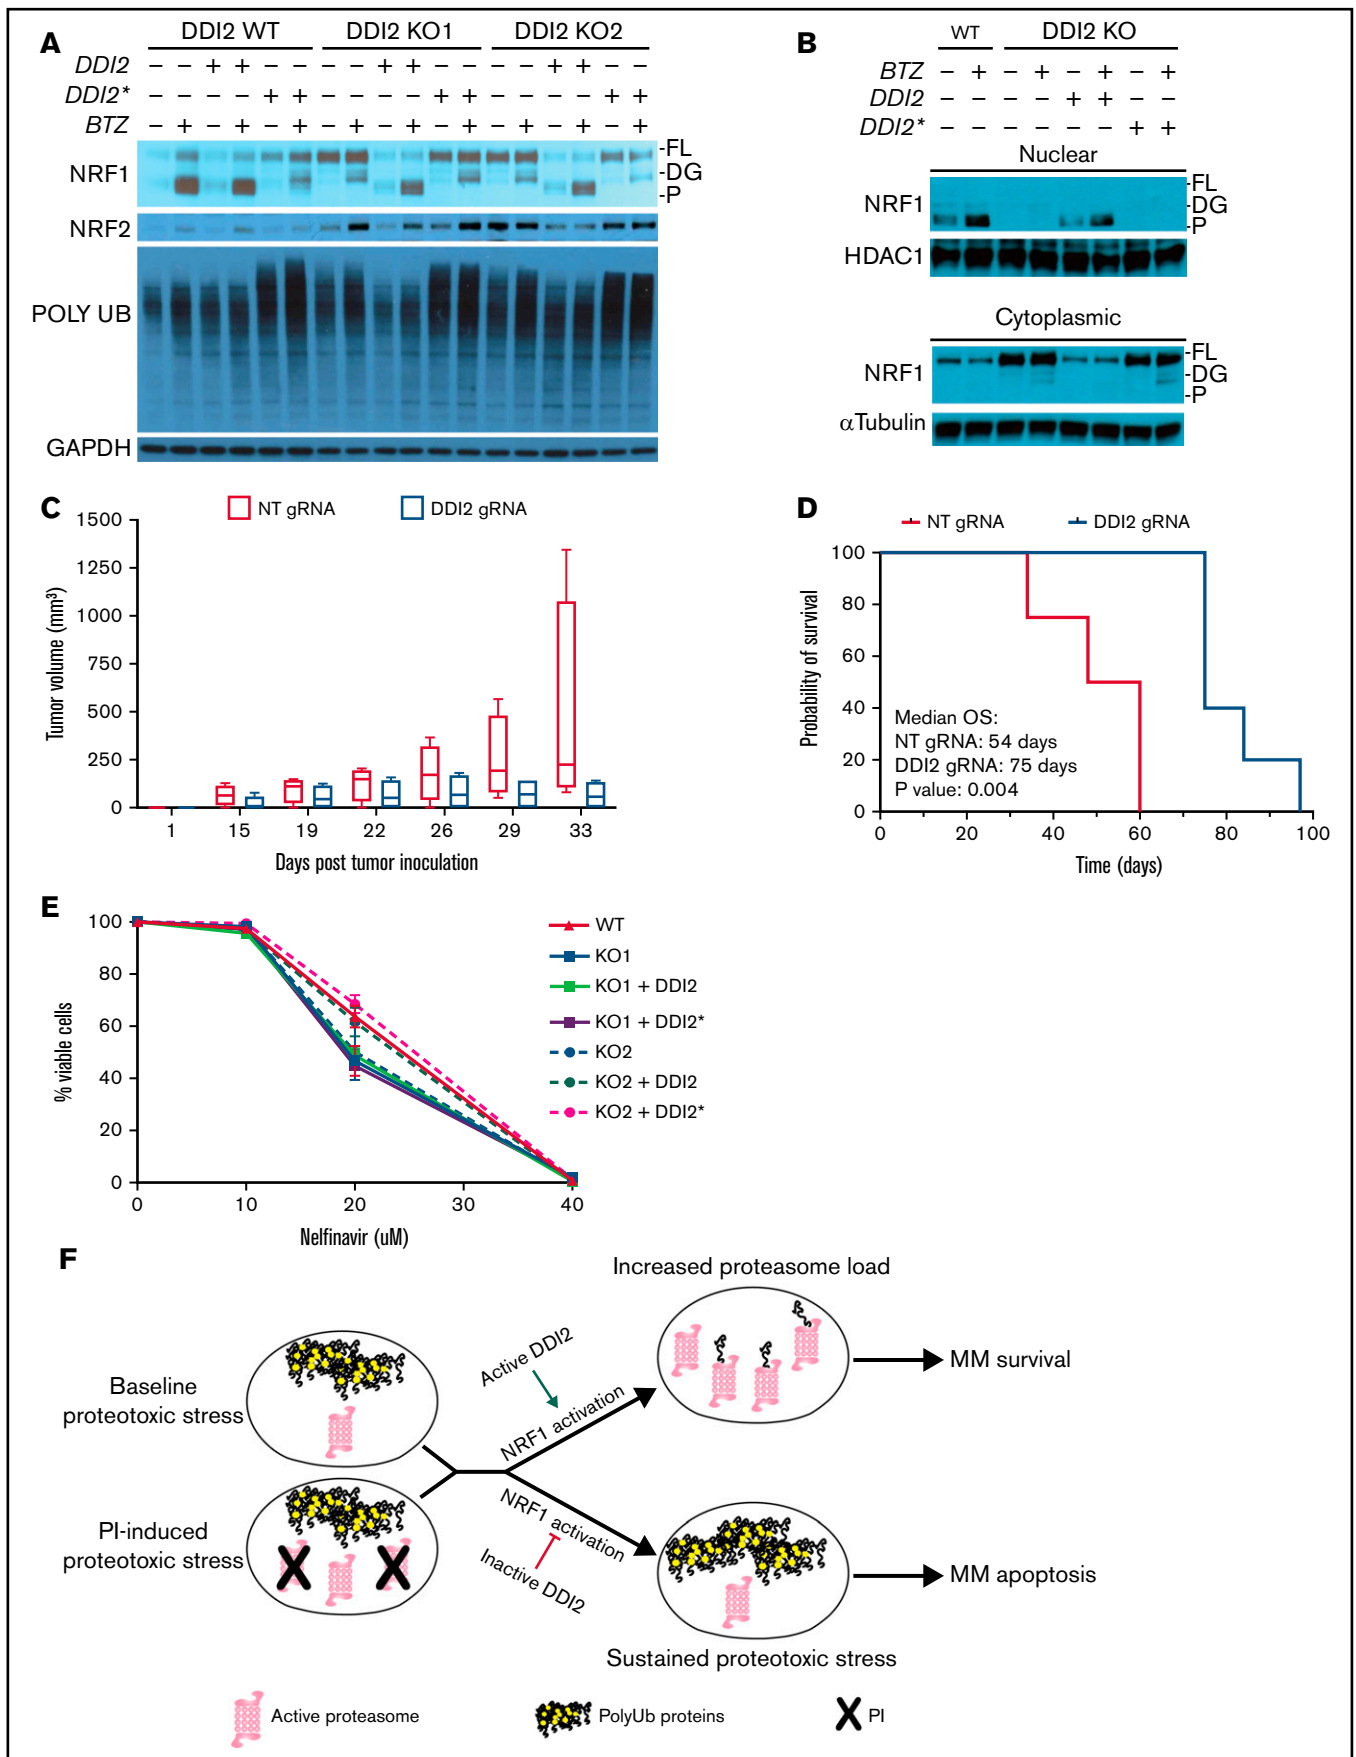 A
DDI2 WT DDI2 KO1 DDI2 KO2
DDI2 – – + + – – – – + + – – – – + + – –
DDI2* – – – – + + – – – – + + – – – – + +
BTZ – + – + – + – + – + – + – + – + – +
NRF1
-FL
-DG
-P
NRF2
POLY UB
GAPDH
B
WT DDI2 KO
BTZ – + – + – + – +
DDI2 – – – – + + – –
DDI2* – – – – – – + +
Nuclear
NRF1
-FL
-DG
-P
HDAC1
Cytoplasmic
NRF1
-FL
-DG
-P
αTubulin
C
NT gRNA DDI2 gRNA
Tumor volume (mm³)
1500
1250
1000
750
500
250
0
1 15 19 22 26 29 33
Days post tumor inoculation
D
NT gRNA DDI2 gRNA
Probability of survival
100
80
60
40
20
0
Median OS:
NT gRNA: 54 days
DDI2 gRNA: 75 days
P value: 0.004
0 20 40 60 80 100
Time (days)
E
% viable cells
100
80
60
40
20
0
0 10 20 30 40
Nelfinavir (uM)
WT
KO1
KO1 + DDI2
KO1 + DDI2*
KO2
KO2 + DDI2
KO2 + DDI2*
F
Baseline
proteotoxic stress
PI-induced
proteotoxic stress
Active DDI2
NRF1 activation
NRF1 activation
Inactive DDI2
Increased proteasome load
MM survival
MM apoptosis
Sustained proteotoxic stress
Active proteasome
PolyUb proteins
PI